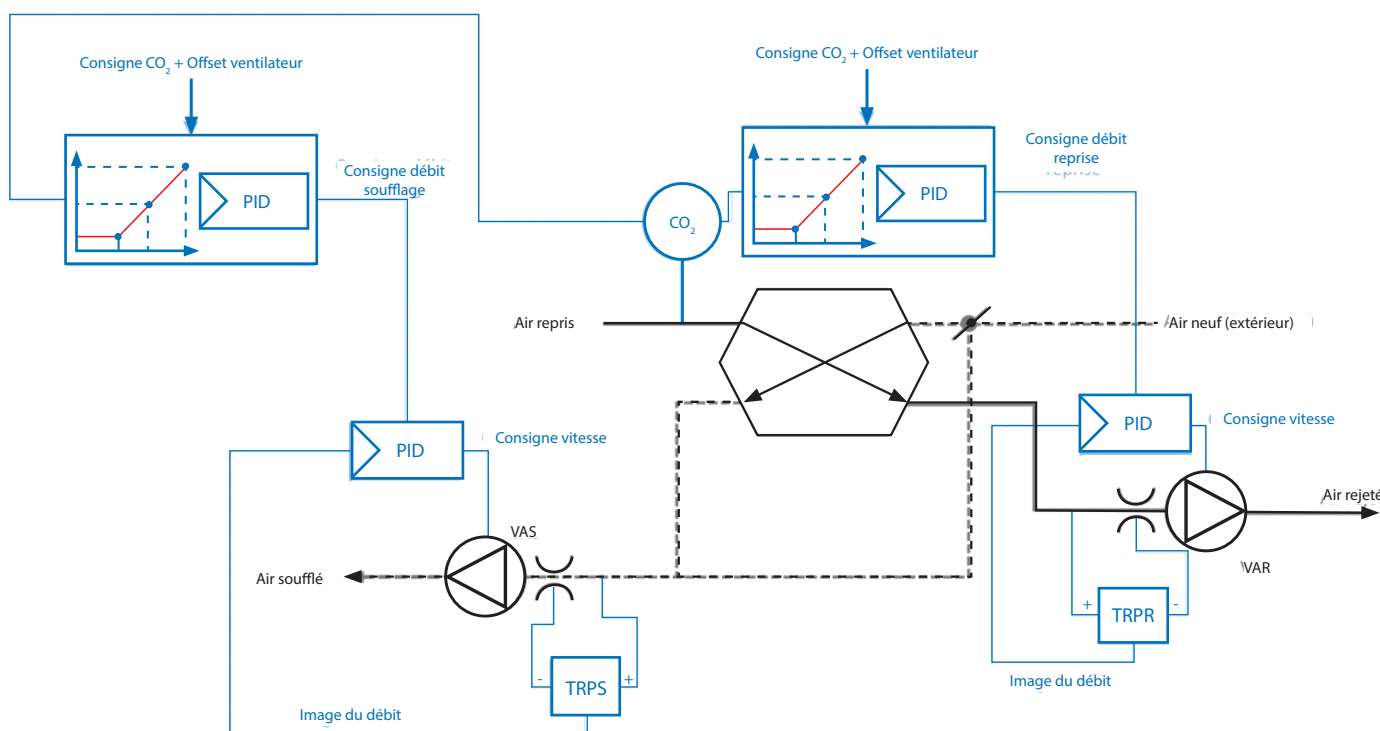 Consigne CO2 + Offset ventilateur
Consigne CO2 + Offset ventilateur
Consigne débit
soufflage
PID
Consigne débit
reprise
PID
CO2
Air repris
Air neuf (extérieur)
PID
Consigne vitesse
PID
Consigne vitesse
Air rejeté
VAS
VAR
Air soufflé
+
TRPR
-
-
TRPS
+
Image du débit
Image du débit